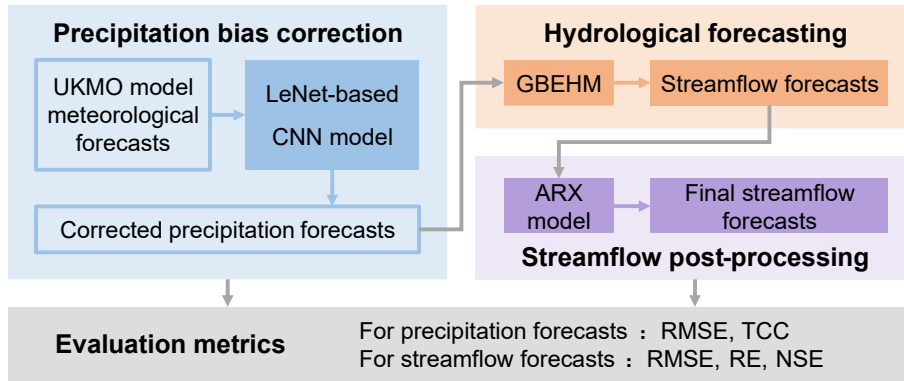 Precipitation bias correction
UKMO model
meteorological
forecasts
LeNet-based
CNN model
Corrected precipitation forecasts
Hydrological forecasting
GBEHM
Streamflow forecasts
ARX
model
Final streamflow
forecasts
Streamflow post-processing
Evaluation metrics
For precipitation forecasts : RMSE, TCC
For streamflow forecasts : RMSE, RE, NSE